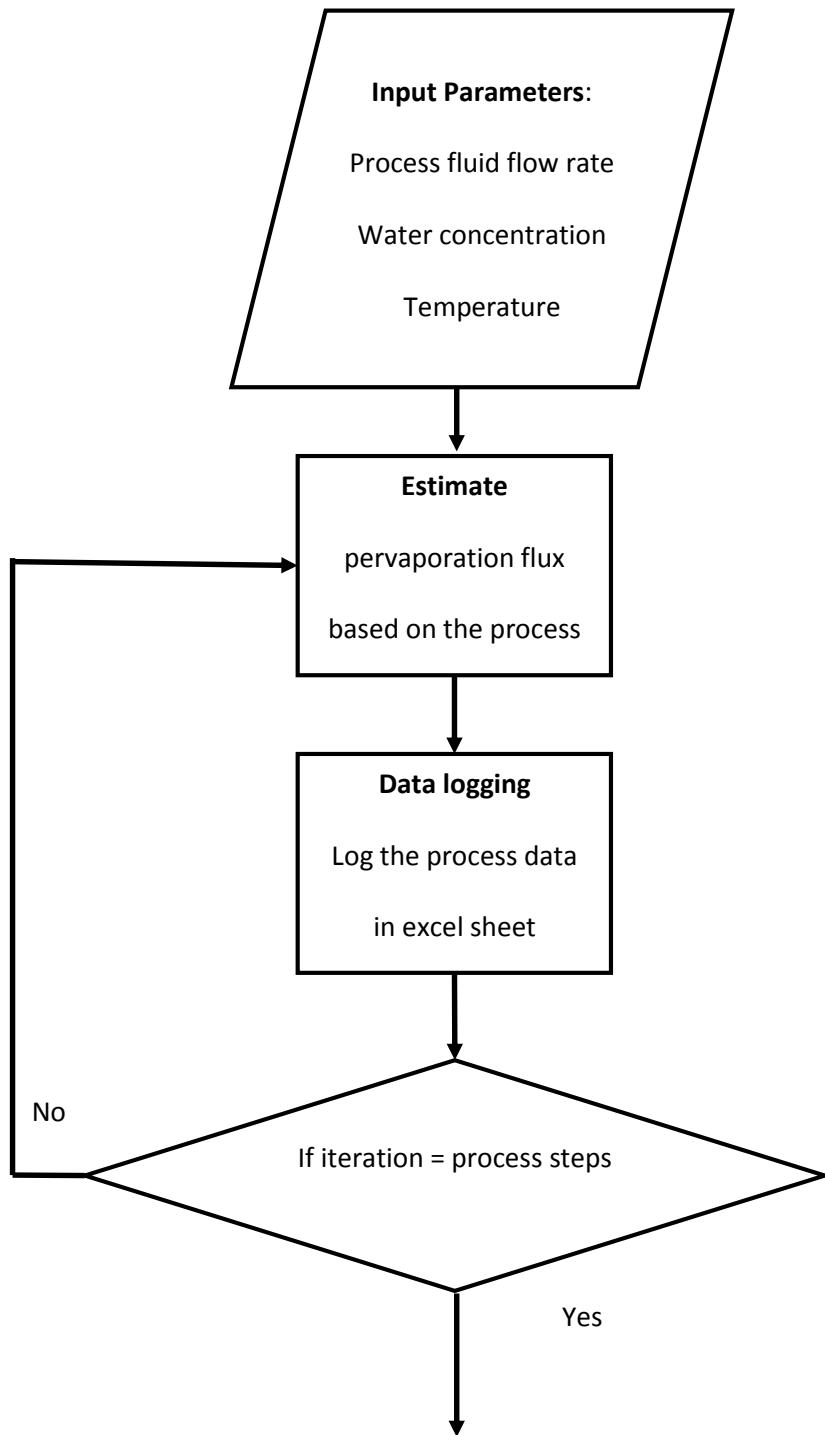 Input Parameters:
Process fluid flow rate
Water concentration
Temperature
Estimate
pervaporation flux
based on the process
Data logging
Log the process data
in excel sheet
No
If iteration = process steps
Yes